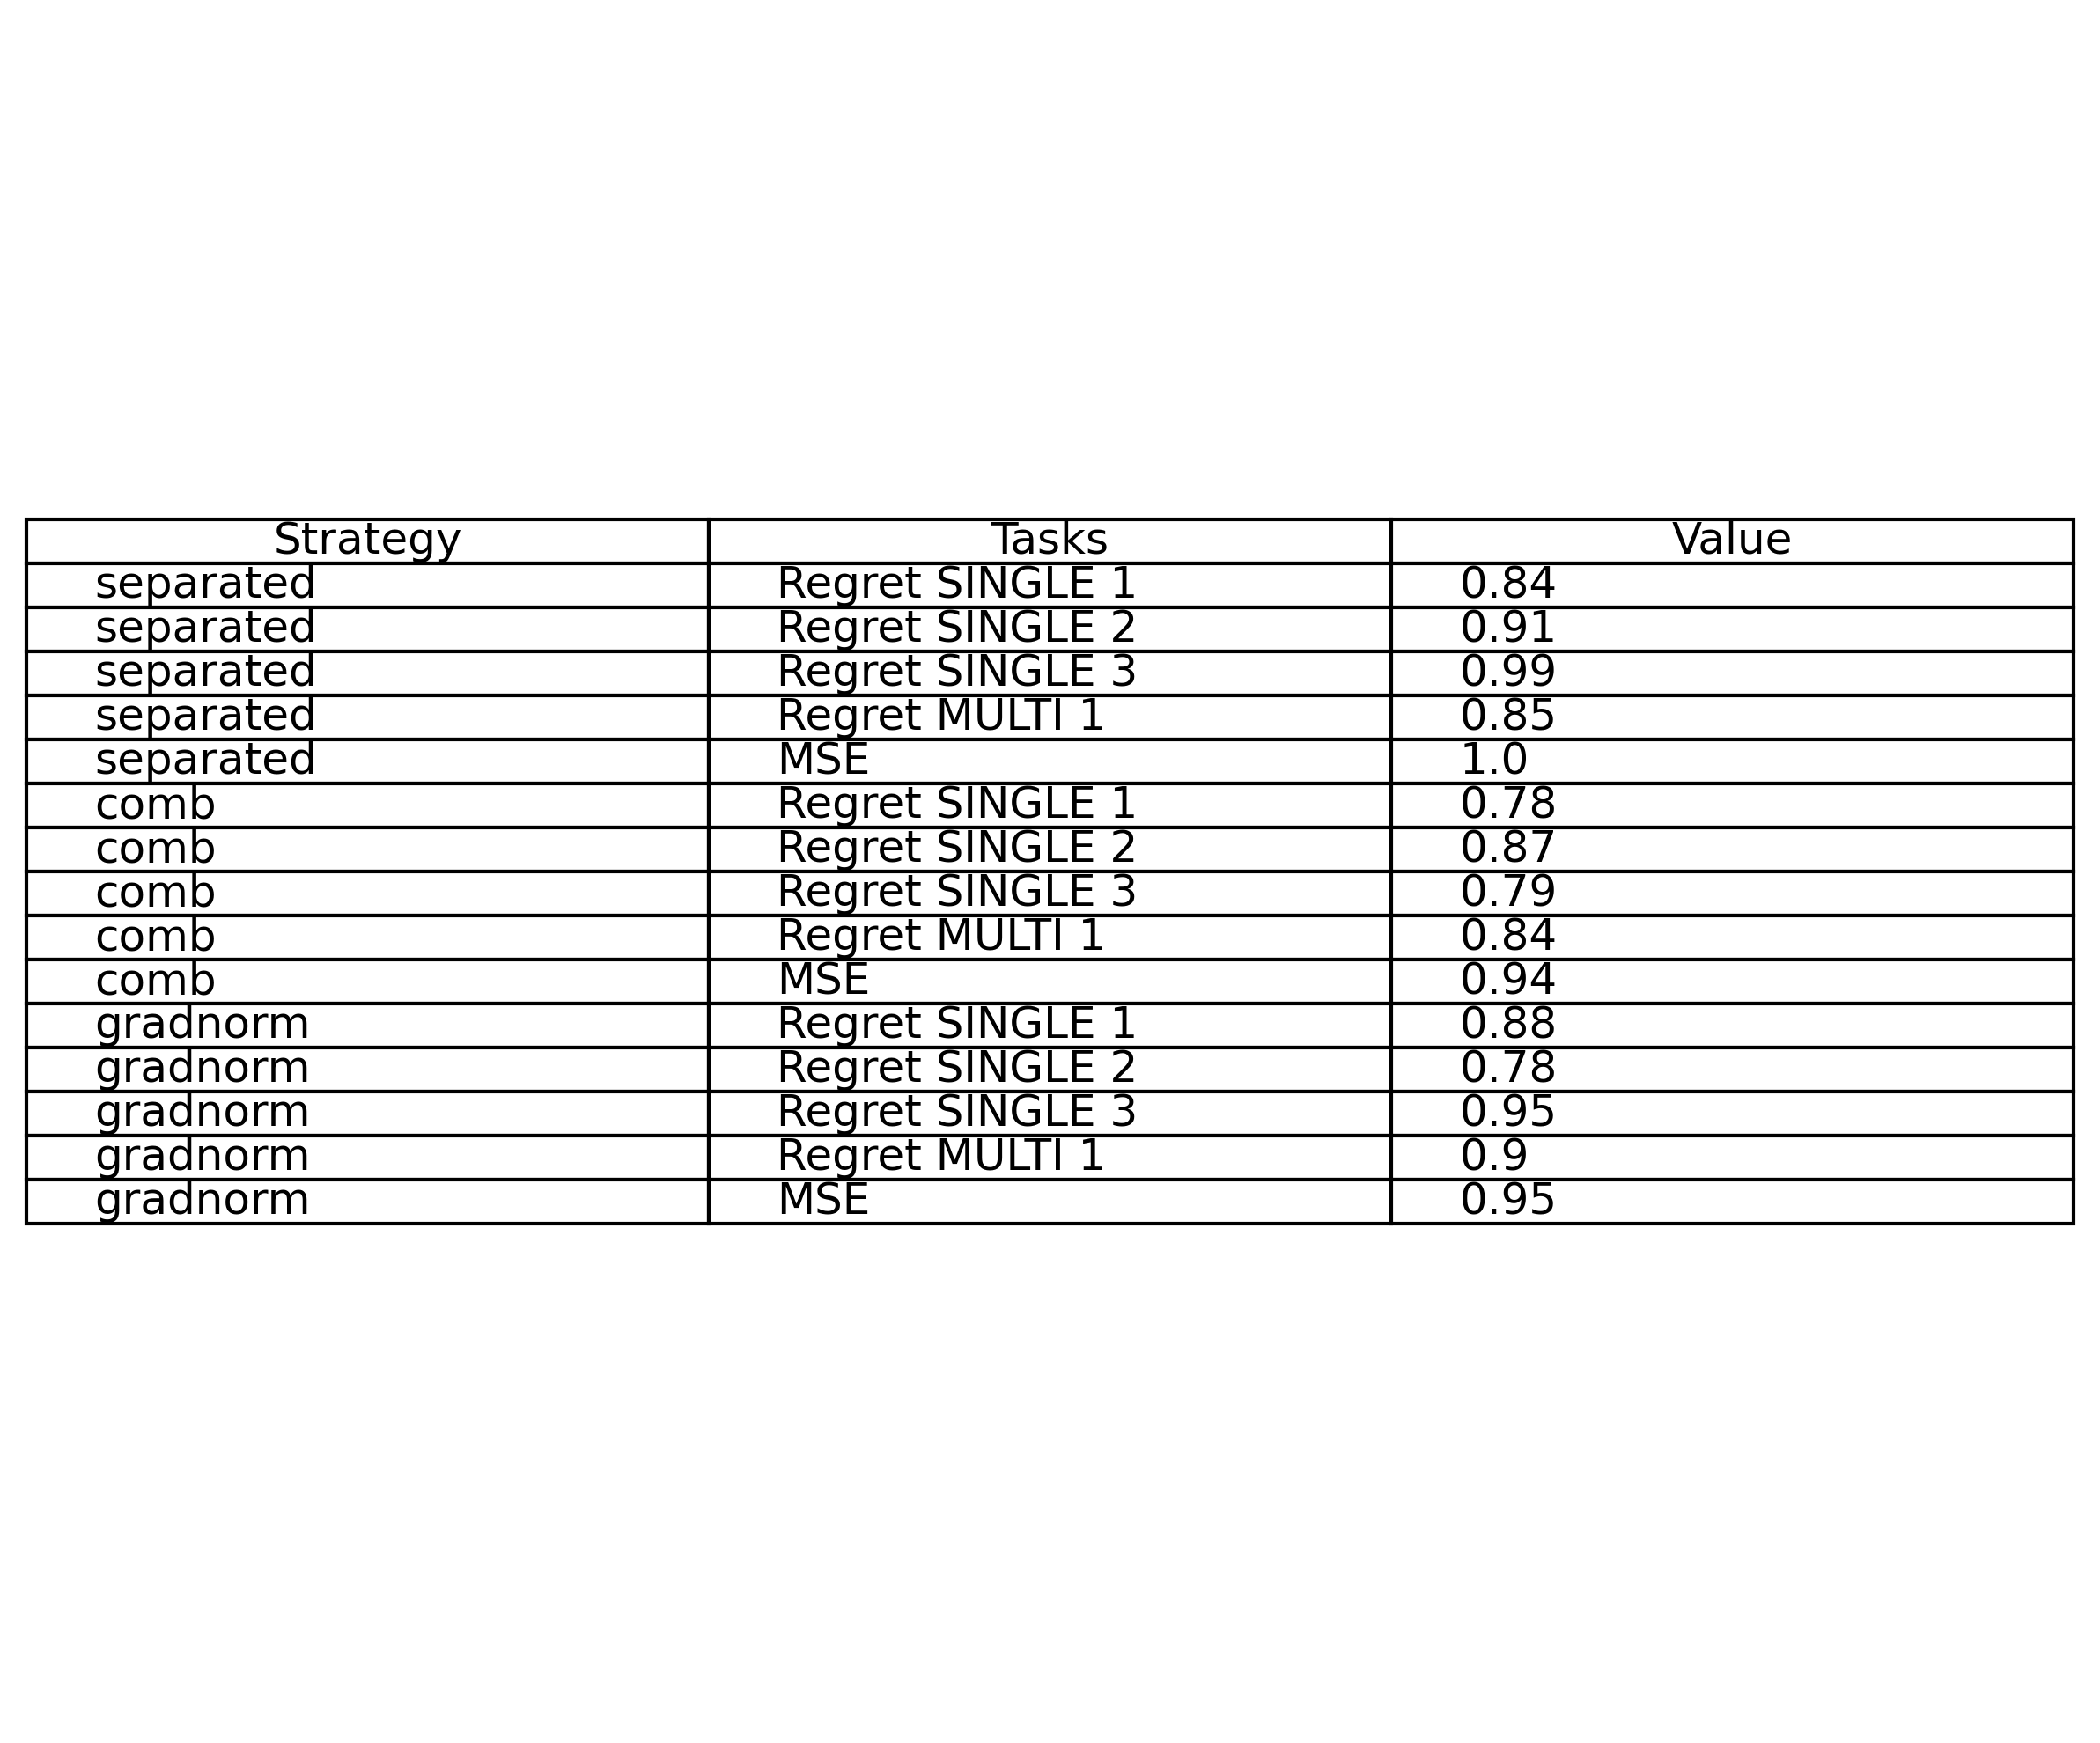 Strategy Tasks Value
separated Regret SINGLE 1 0.84
separated Regret SINGLE 2 0.91
separated Regret SINGLE 3 0.99
separated Regret MULTI 1 0.85
separated MSE 1.0
comb Regret SINGLE 1 0.78
comb Regret SINGLE 2 0.87
comb Regret SINGLE 3 0.79
comb Regret MULTI 1 0.84
comb MSE 0.94
gradnorm Regret SINGLE 1 0.88
gradnorm Regret SINGLE 2 0.78
gradnorm Regret SINGLE 3 0.95
gradnorm Regret MULTI 1 0.9
gradnorm MSE 0.95